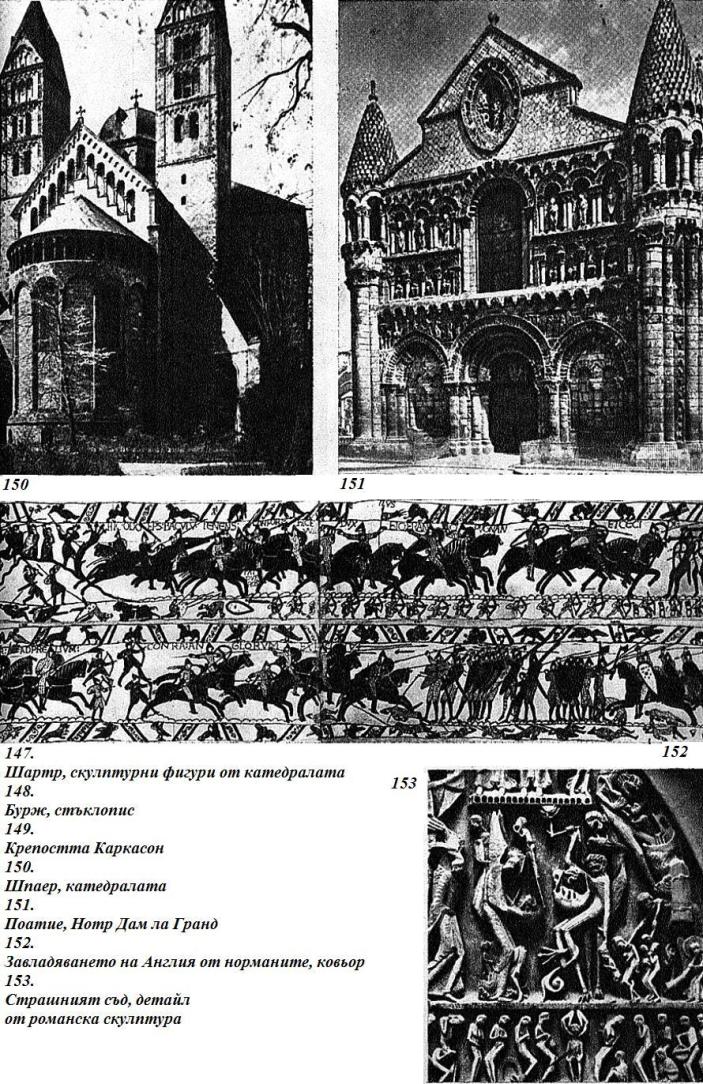 150
151
152
147.
Шартр, скулптурни фигури от катедралата
148.
Бурж, стъклопис
149.
Крепостта Каркасон
150.
Шпаер, катедралата
151.
Поатие, Нотр Дам ла Гранд
152.
Завладяването на Англия от норманите, ковьор
153.
Страшният съд, детайл
от романска скулптура
153